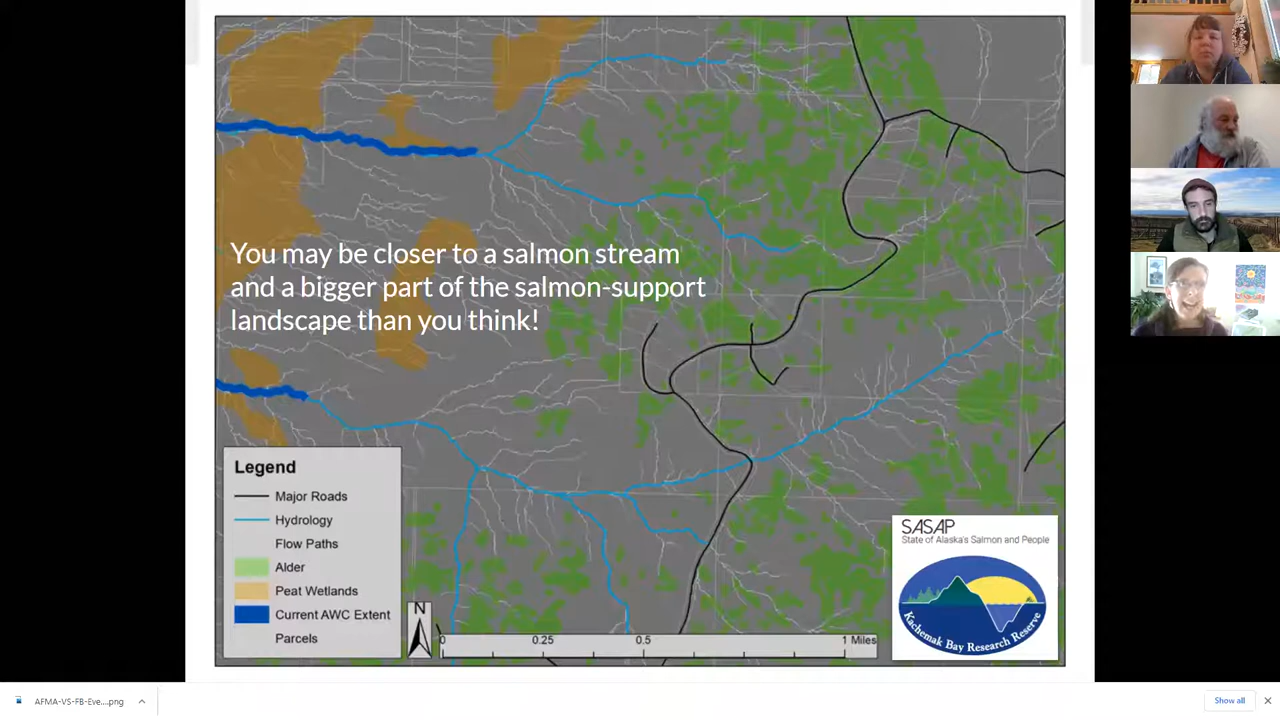 You may be closer to a salmon stream
and a bigger part of the salmon-support
landscape than you think!
Legend
Major Roads
Hydrology
Flow Paths
Alder
Peat Wetlands
Current AWC Extent
Parcels
N
0 0.25 0.5 1 Miles
SASAP
State of Alaska's Salmon and People
Kachemak Bay Research Reserve
AFMA-VS-FB-Eve....png
Show all